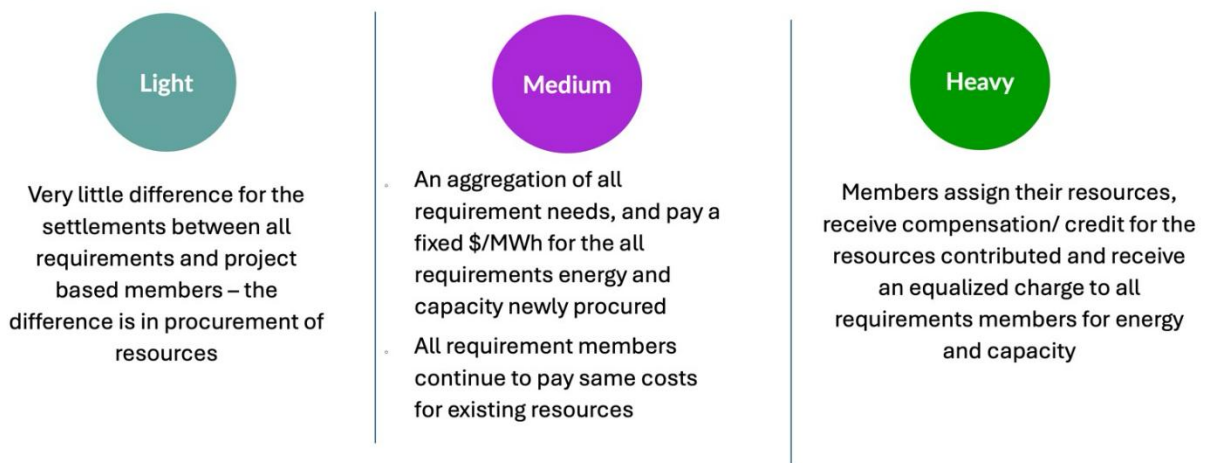 Light
Very little difference for the
settlements between all
requirements and project
based members – the
difference is in procurement of
resources
Medium
An aggregation of all
requirement needs, and pay a
fixed $/MWh for the all
requirements energy and
capacity newly procured
All requirement members
continue to pay same costs
for existing resources
Heavy
Members assign their resources,
receive compensation/ credit for the
resources contributed and receive
an equalized charge to all
requirements members for energy
and capacity